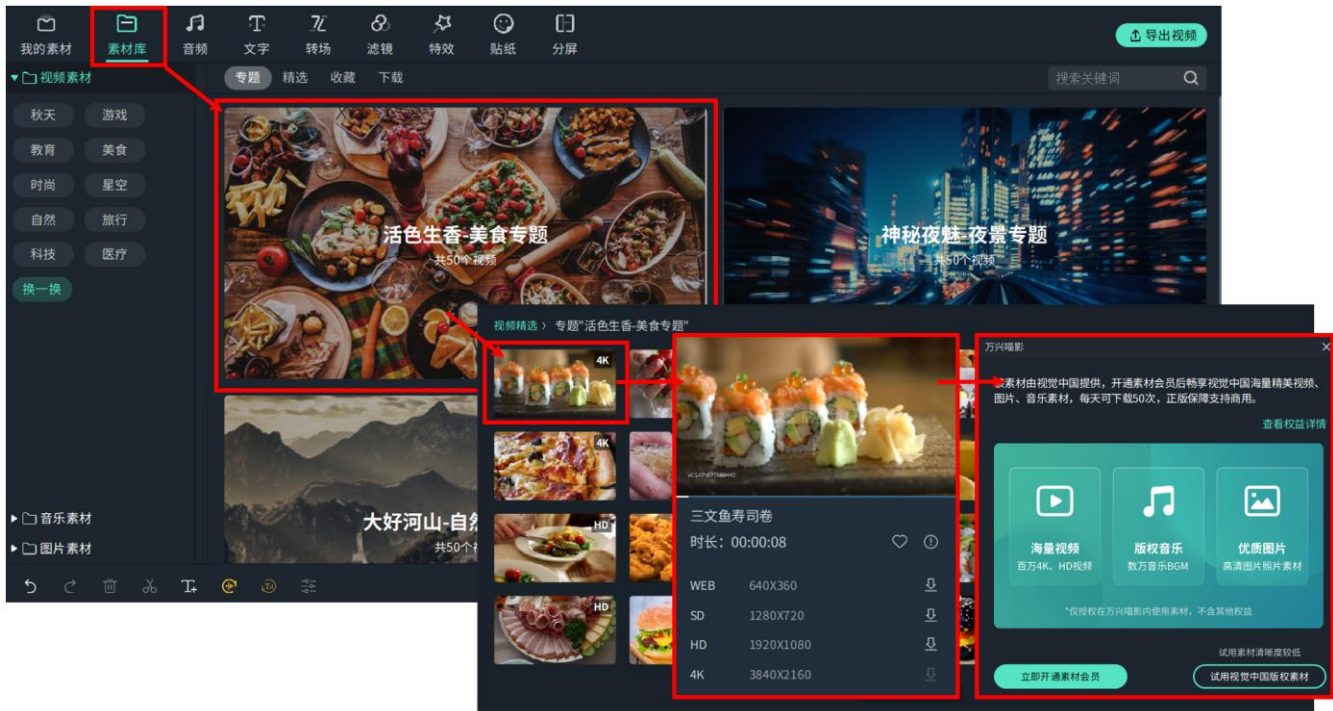 我的素材
素材库
音频
文字
转场
滤镜
特效
贴纸
分屏
导出视频
视频素材
专题
精选
收藏
下载
搜索关键词
秋天
游戏
教育
美食
时尚
星空
自然
旅行
科技
医疗
换一换
活色生香-美食专题
共50个视频
神秘夜魅-夜景专题
共50个视频
大好河山-自
共50个
音乐素材
图片素材
视频精选 〉 专题"活色生香-美食专题"
4K
4K
HD
HD
三文鱼寿司卷
时长：00:00:08
WEB 640X360
SD 1280X720
HD 1920X1080
4K 3840X2160
万兴喵影
素材由视觉中国提供，开通素材会员后畅享视觉中国海量精美视频、
图片、音乐素材，每天可下载50次，正版保障支持商用。
查看权益详情
海量视频
百万4K、HD视频
版权音乐
数万音乐BGM
优质图片
高清图片照片素材
*仅授权在万兴喵影内使用素材，不含其他权益
试用素材清晰度较低
立即开通素材会员
试用视觉中国版权素材